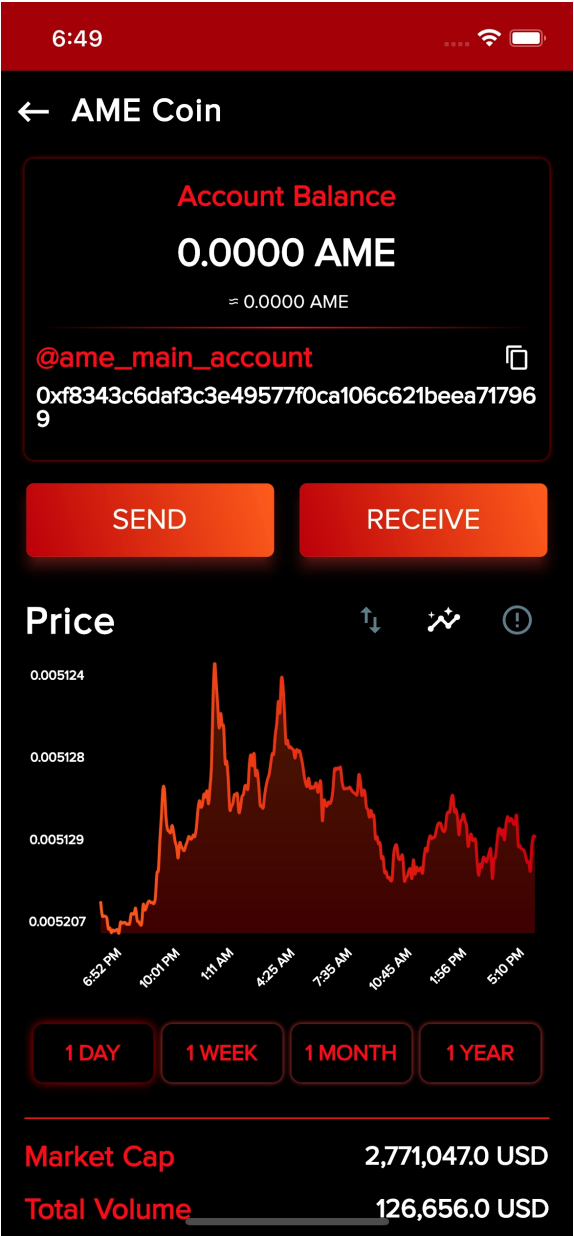 6:49
AME Coin
Account Balance
0.0000 AME
≈ 0.0000 AME
@ame_main_account
0xf8343c6daf3c3e49577f0ca106c621beea717969
9
SEND
RECEIVE
Price
0.005124
0.005128
0.005129
0.005207
6:52 PM
10:01 PM
1:11 AM
4:25 AM
7:35 AM
10:45 AM
1:56 PM
5:10 PM
1 DAY
1 WEEK
1 MONTH
1 YEAR
Market Cap
2,771,047.0 USD
Total Volume
126,656.0 USD